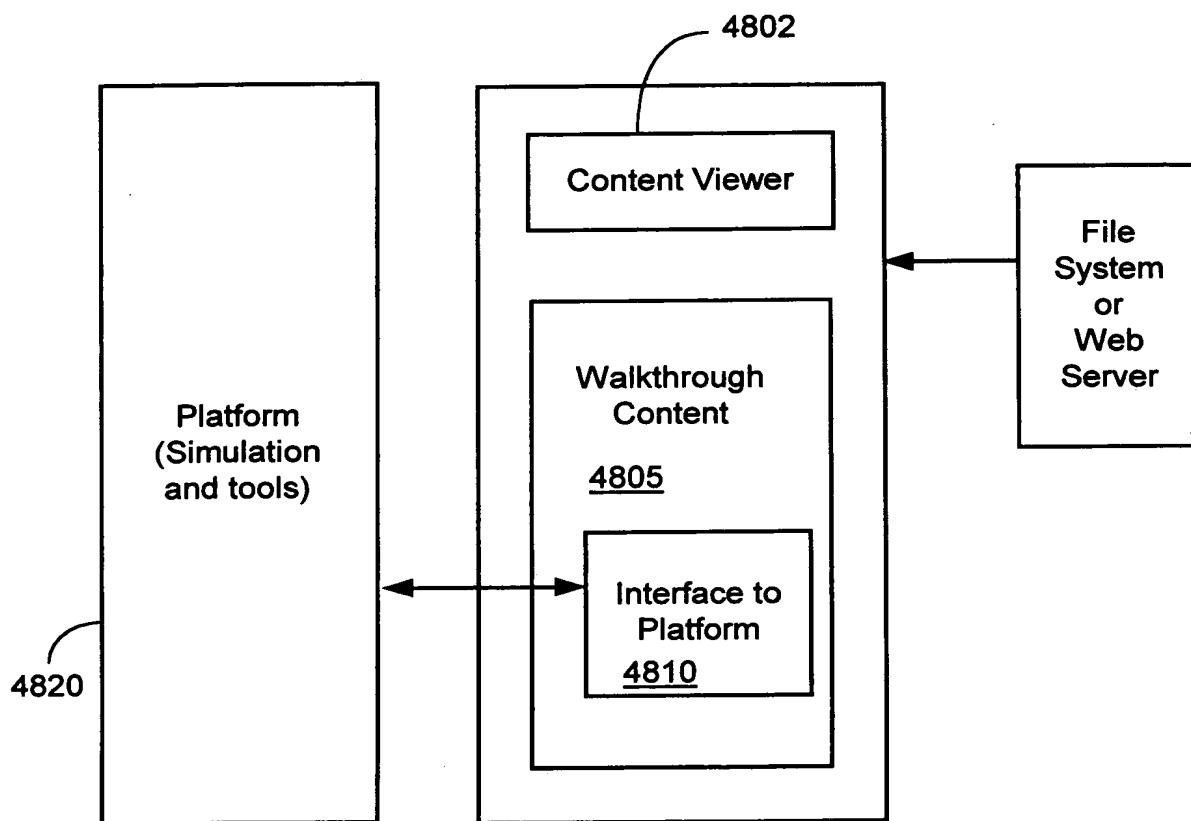 4802
Content Viewer
File
System
or
Web
Server
Walkthrough
Content
4805
Platform
(Simulation
and tools)
Interface to
Platform
4810
4820